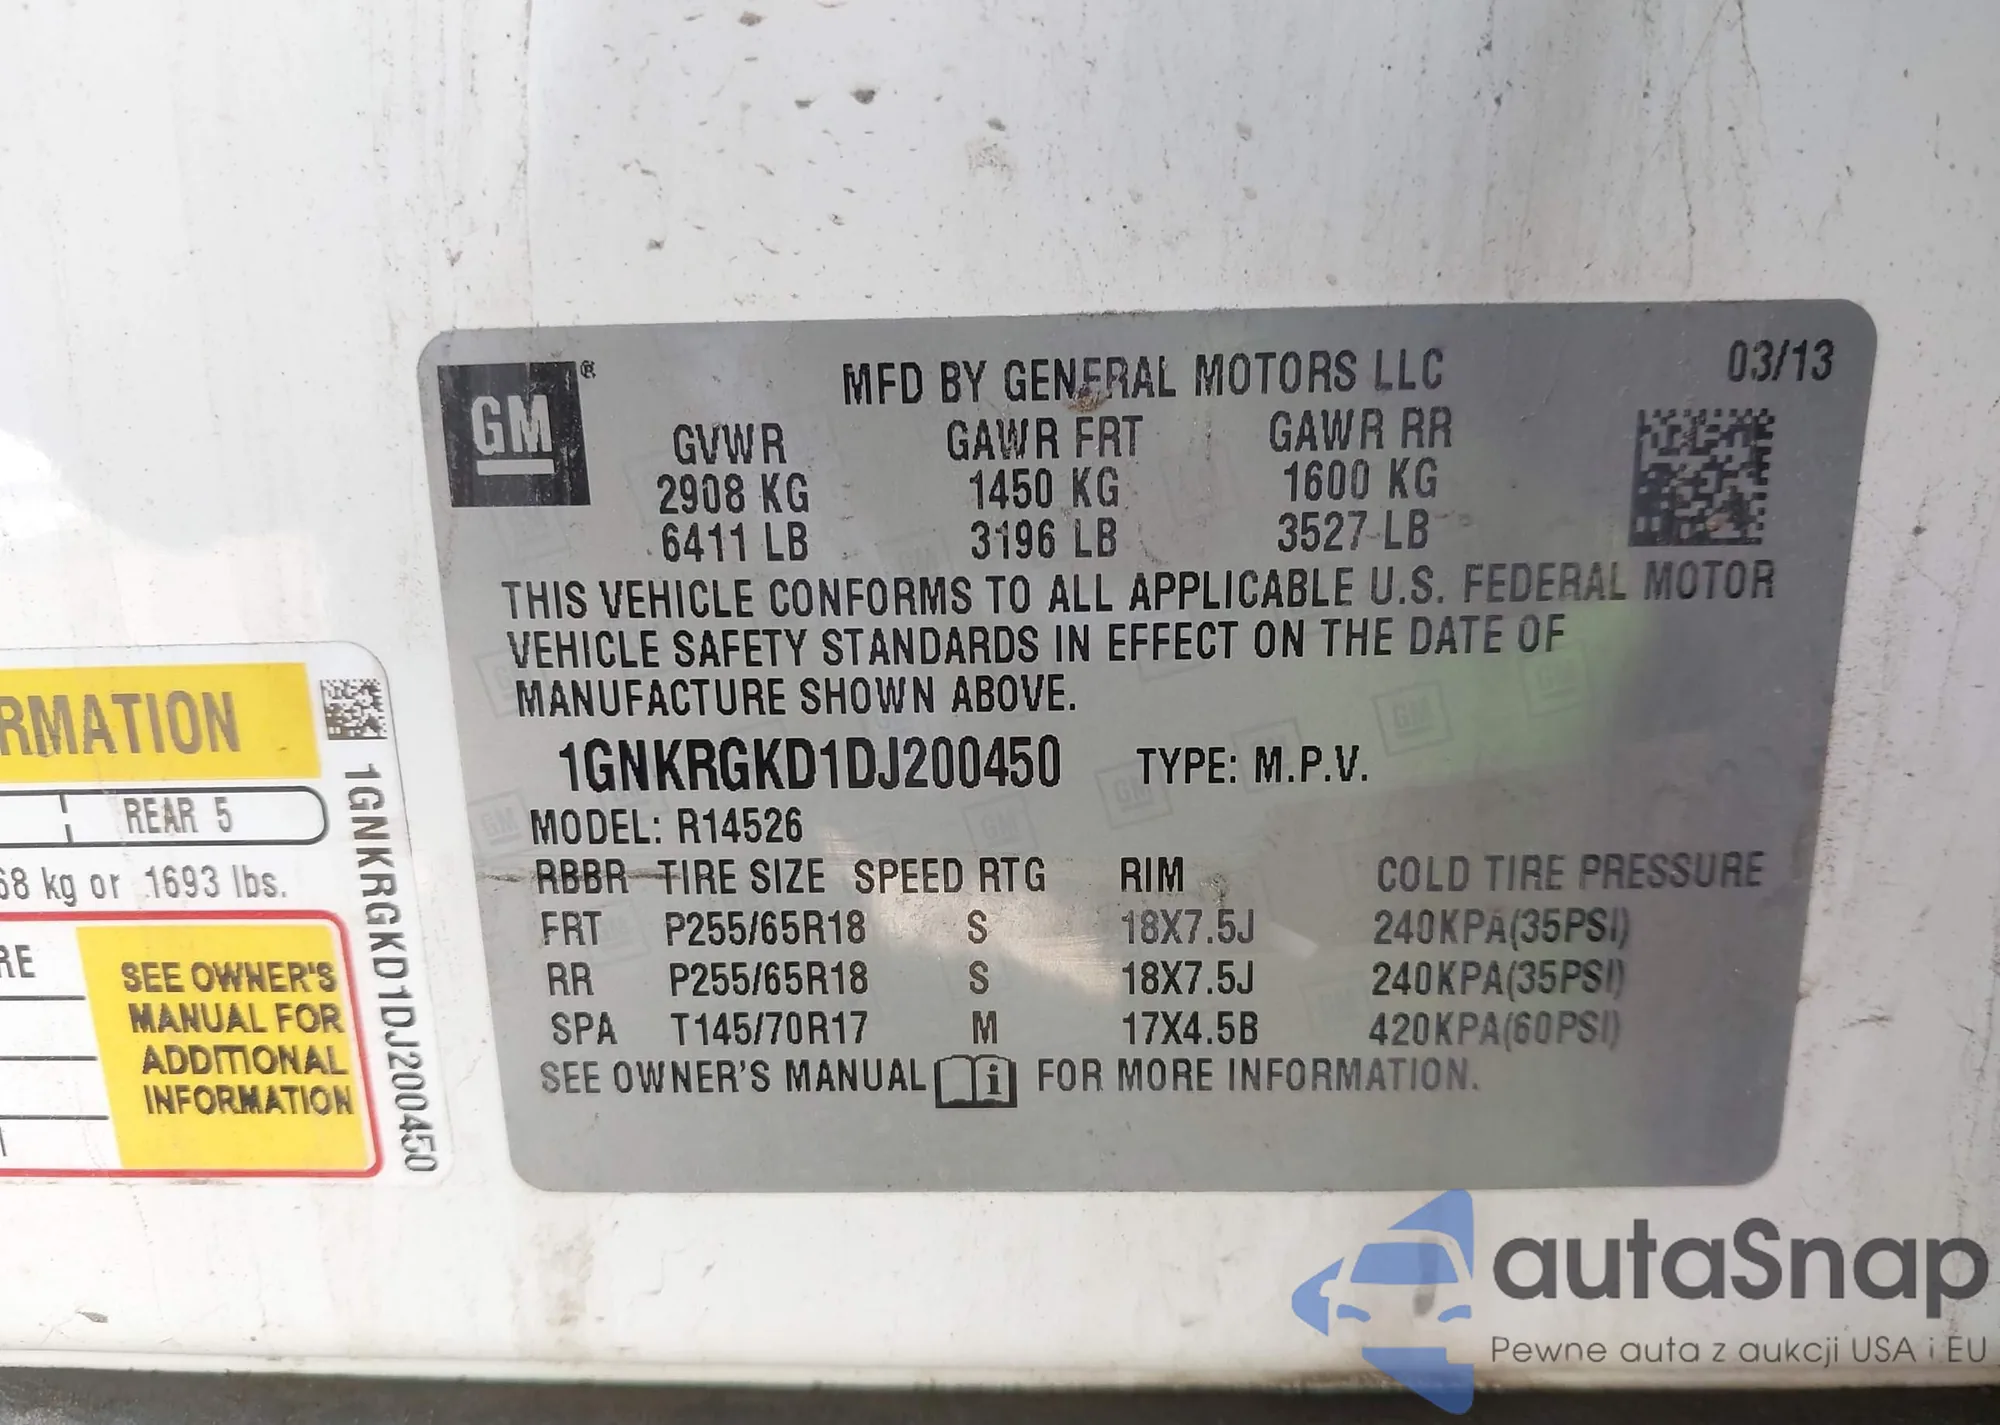 GM ®
MFD BY GENERAL MOTORS LLC
03/13
GVWR GAWR FRT GAWR RR
2908 KG 1450 KG 1600 KG
6411 LB 3196 LB 3527 LB
THIS VEHICLE CONFORMS TO ALL APPLICABLE U.S. FEDERAL MOTOR
VEHICLE SAFETY STANDARDS IN EFFECT ON THE DATE OF
MANUFACTURE SHOWN ABOVE.
1GNKRGKD1DJ200450 TYPE: M.P.V.
MODEL: R14526
RBBR TIRE SIZE SPEED RTG RIM COLD TIRE PRESSURE
FRT P255/65R18 S 18X7.5J 240KPA(35PSI)
RR P255/65R18 S 18X7.5J 240KPA(35PSI)
SPA T145/70R17 M 17X4.5B 420KPA(60PSI)
SEE OWNER'S MANUAL i FOR MORE INFORMATION.
RMATION
REAR 5
68 kg or 1693 lbs.
RE
SEE OWNER'S
MANUAL FOR
ADDITIONAL
INFORMATION
1GNKRGKD1DJ200450
autaSnap
Pewne auta z aukcji USA i EU